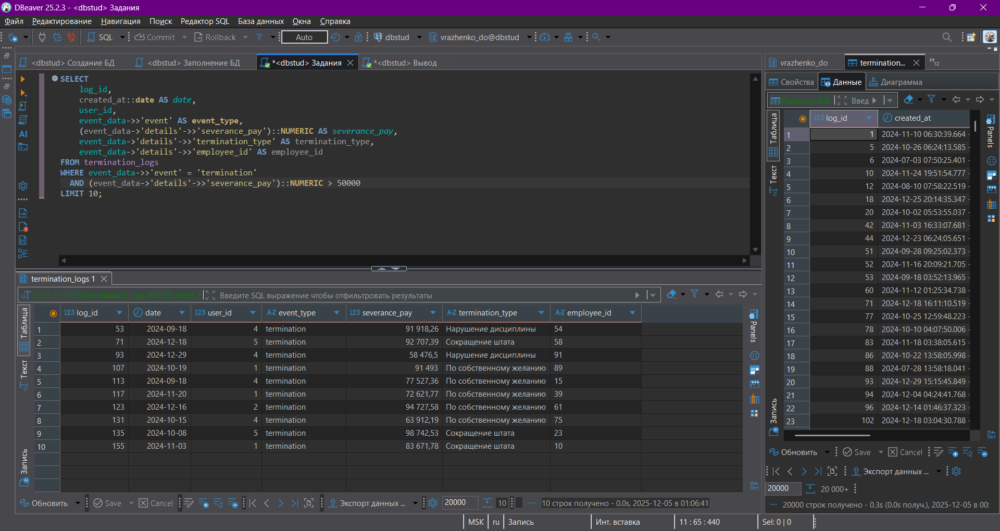 DBeaver 25.2.3 - <dbstud> Задания
Файл Редактирование Навигация Поиск Редактор SQL База данных Окна Справка
SQL Commit Rollback T Auto dbstud vrazhenko_do@dbstud
<dbstud> Создание БД <dbstud> Заполнение БД *<dbstud> Задания *<dbstud> Вывод
SELECT
log_id,
created_at::date AS date,
user_id,
event_data->>'event' AS event_type,
(event_data->'details'->>'severance_pay')::NUMERIC AS severance_pay,
event_data->'details'->>'termination_type' AS termination_type,
event_data->'details'->>'employee_id' AS employee_id
FROM termination_logs
WHERE event_data->>'event' = 'termination'
AND (event_data->'details'->>'severance_pay')::NUMERIC > 50000
LIMIT 10;
AI
termination_logs 1
SELECT * FROM termination_logs WHERE event_c Введите SQL выражение чтобы отфильтровать результаты
Таблица
Текст
Запись
123 log_id date 123 user_id A-Z event_type 123 severance_pay A-Z termination_type A-Z employee_id
1 53 2024-09-18 4 termination 91 918,26 Нарушение дисциплины 54
2 71 2024-12-18 5 termination 92 707,39 Сокращение штата 58
3 93 2024-12-29 4 termination 58 476,5 Нарушение дисциплины 91
4 107 2024-10-19 1 termination 91 493 По собственному желанию 89
5 113 2024-09-18 4 termination 77 527,36 По собственному желанию 15
6 117 2024-11-20 1 termination 72 621,77 По собственному желанию 39
7 123 2024-12-16 2 termination 94 727,58 По собственному желанию 61
8 131 2024-10-15 4 termination 63 912,19 По собственному желанию 75
9 135 2024-10-08 5 termination 98 742,53 Сокращение штата 23
10 155 2024-11-03 1 termination 83 671,78 Сокращение штата 10
Panels
Обновить Save Cancel Экспорт данных ... 20000 10 10 строк получено - 0.0s, 2025-12-05 в 01:06:41
vrazhenko_do termination... »12
Свойства Данные Диаграмма
Показать SQL Введ
Таблица
Текст
Запись
123 log_id created_at
1 1 2024-11-10 06:30:39.664 -
2 5 2024-10-26 06:24:13.585 -
3 6 2024-07-03 07:50:25.401 -
4 10 2024-11-24 19:51:54.777 -
5 12 2024-08-10 07:58:22.519 -
6 18 2024-12-25 20:14:35.347 -
7 20 2024-10-02 05:53:55.037 -
8 42 2024-11-03 16:33:07.681 -
9 44 2024-12-23 06:24:05.651 -
10 51 2024-09-28 09:25:02.373 -
11 52 2024-11-16 20:09:21.705 -
12 53 2024-09-18 03:52:13.965 -
13 60 2024-11-12 01:25:34.738 -
14 71 2024-12-18 16:11:10.519 -
15 77 2024-10-25 12:59:48.223 -
16 78 2024-10-10 04:07:50.006 -
17 83 2024-11-18 03:38:05.615 -
18 86 2024-10-22 13:58:05.998 -
19 88 2024-07-28 13:58:18.041 -
20 93 2024-12-29 15:15:45.849 -
21 94 2024-12-04 04:24:41.768 -
22 96 2024-12-14 01:46:37.323 -
23 102 2024-12-18 03:04:30.788 -
Panels
Обновить Save Cancel
Экспорт данных ...
20000 20 000+
20000 строк получено - 0.3s (0.0s получ.), 2025-12-05 в 00:
MSK ru Запись Инт. вставка 11 : 65 : 440 Sel: 0 | 0